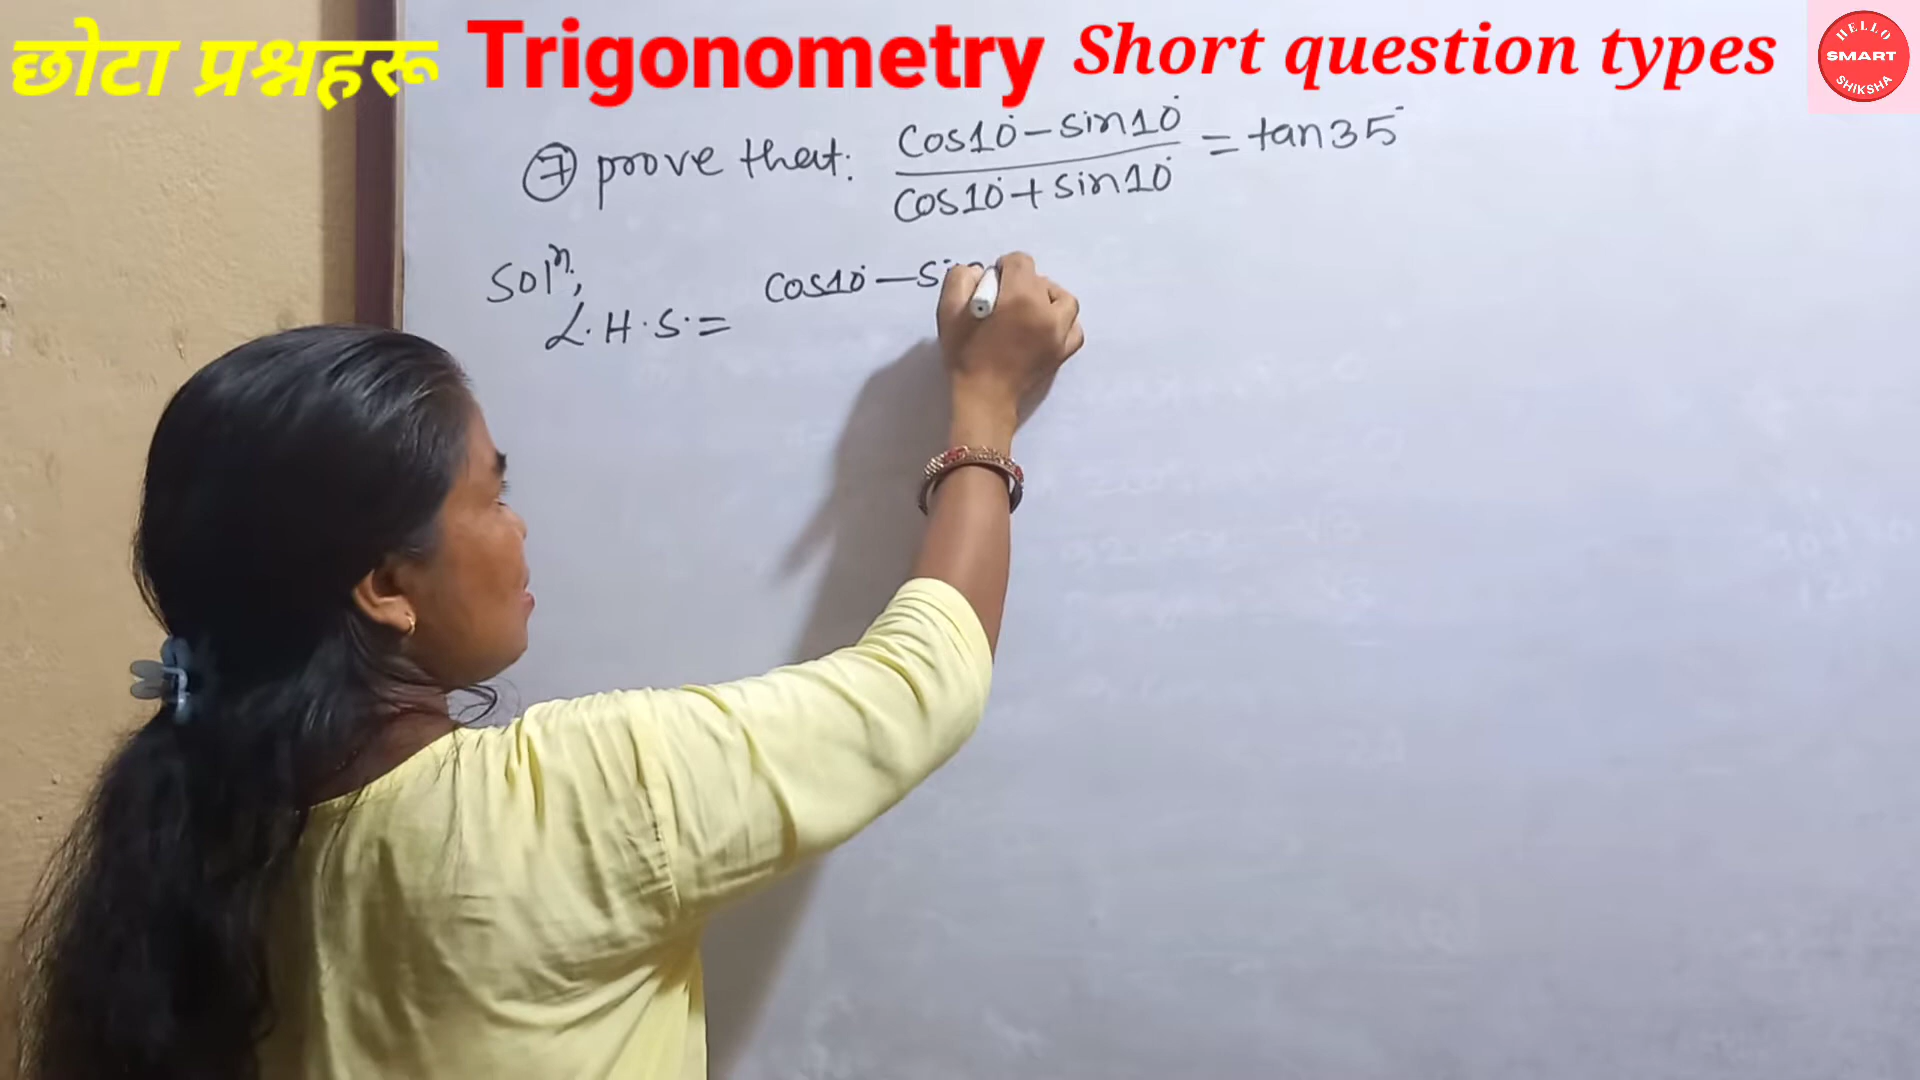 छोटा प्रश्नहरू Trigonometry Short question types
HELLO
SMART
SHIKSHA
⑦ prove that: cos10° - sin10° / cos10° + sin10° = tan35°
Solⁿ,
L.H.S. = cos10° -